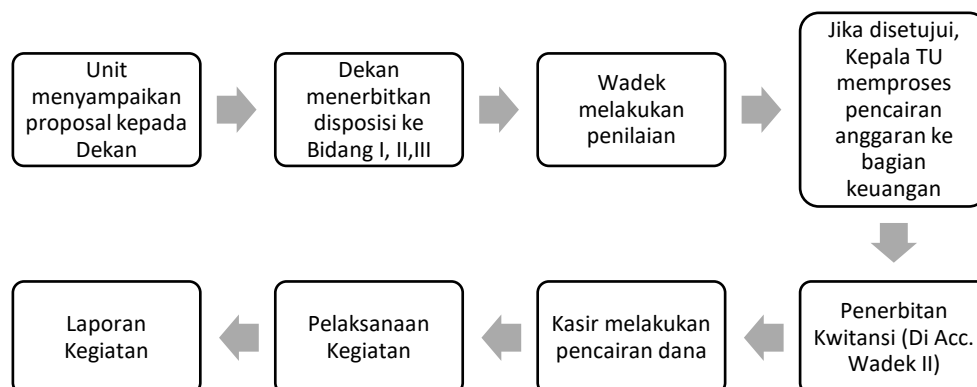 Unit
menyampaikan
proposal kepada
Dekan
Dekan
menerbitkan
disposisi ke
Bidang I, II,III
Wadek
melakukan
penilaian
Jika disetujui,
Kepala TU
memproses
pencairan
anggaran ke
bagian
keuangan
Penerbitan
Kwitansi (Di Acc.
Wadek II)
Kasir melakukan
pencairan dana
Pelaksanaan
Kegiatan
Laporan
Kegiatan